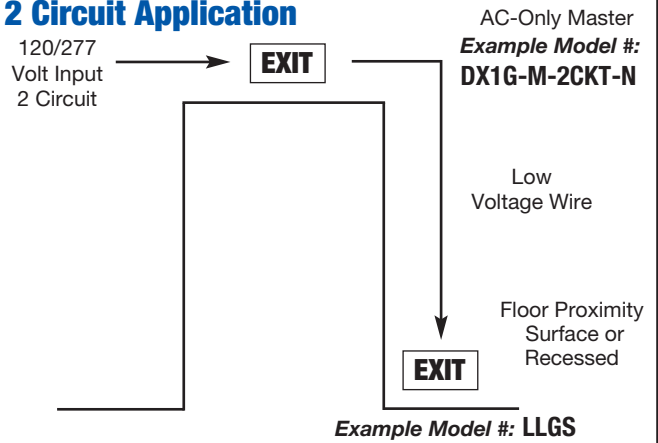 2 Circuit Application
120/277
Volt Input
2 Circuit
EXIT
AC-Only Master
Example Model #:
DX1G-M-2CKT-N
Low
Voltage Wire
Floor Proximity
Surface or
Recessed
EXIT
Example Model #: LLGS